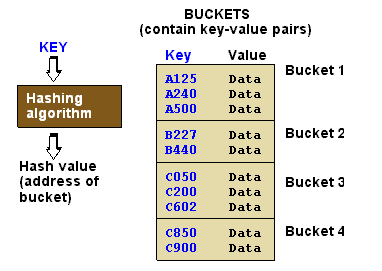 BUCKETS
(contain key-value pairs)
KEY
Hashing
algorithm
Hash value
(address of
bucket)
Key Value
A125 Data
A240 Data
A500 Data
Bucket 1
B227 Data
B440 Data
Bucket 2
C050 Data
C200 Data
C602 Data
Bucket 3
C850 Data
C900 Data
Bucket 4